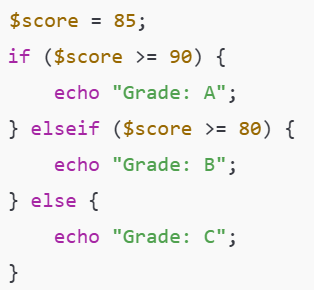 $score = 85;
if ($score >= 90) {
    echo "Grade: A";
} elseif ($score >= 80) {
    echo "Grade: B";
} else {
    echo "Grade: C";
}